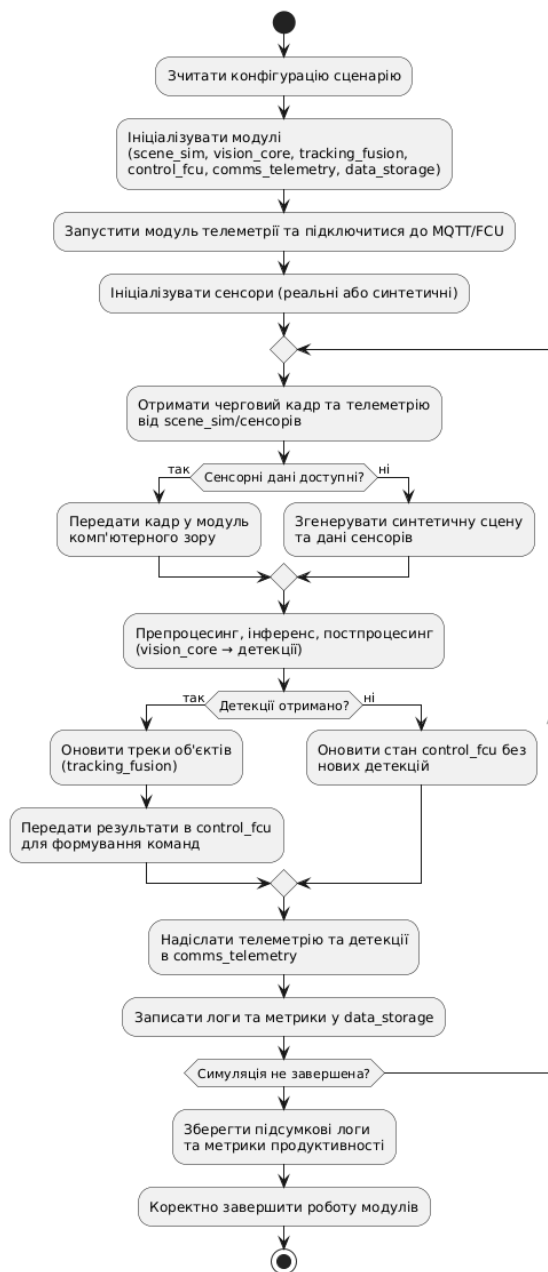 Зчитати конфігурацію сценарію
Ініціалізувати модулі
(scene_sim, vision_core, tracking_fusion,
control_fcu, comms_telemetry, data_storage)
Запустити модуль телеметрії та підключитися до MQTT/FCU
Ініціалізувати сенсори (реальні або синтетичні)
Отримати черговий кадр та телеметрію
від scene_sim/сенсорів
так
Сенсорні дані доступні?
ні
Передати кадр у модуль
комп'ютерного зору
Згенерувати синтетичну сцену
та дані сенсорів
Препроцесинг, інференс, постпроцесинг
(vision_core → детекції)
так
Детекції отримано?
ні
Оновити треки об'єктів
(tracking_fusion)
Оновити стан control_fcu без
нових детекцій
Передати результати в control_fcu
для формування команд
Надіслати телеметрію та детекції
в comms_telemetry
Записати логи та метрики у data_storage
Симуляція не завершена?
Зберегти підсумкові логи
та метрики продуктивності
Коректно завершити роботу модулів